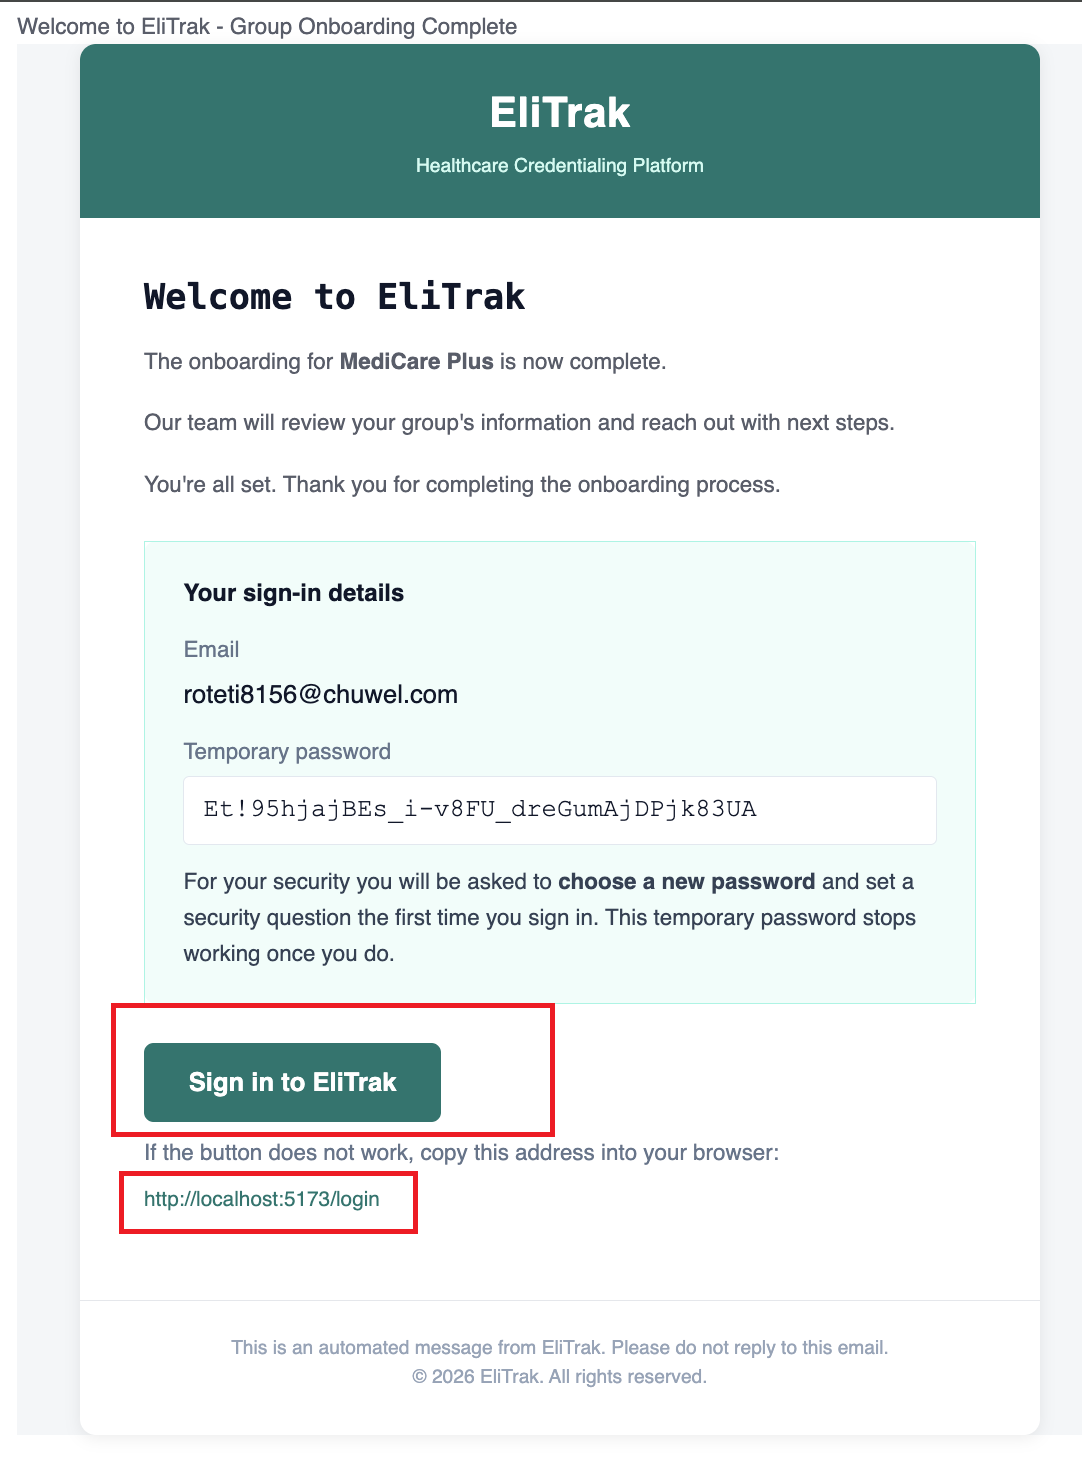 Welcome to EliTrak - Group Onboarding Complete
EliTrak
Healthcare Credentialing Platform
Welcome to EliTrak
The onboarding for MediCare Plus is now complete.
Our team will review your group's information and reach out with next steps.
You're all set. Thank you for completing the onboarding process.
Your sign-in details
Email
roteti8156@chuwel.com
Temporary password
Et!95hjajBEs_i-v8FU_dreGumAjDPjk83UA
For your security you will be asked to choose a new password and set a
security question the first time you sign in. This temporary password stops
working once you do.
Sign in to EliTrak
If the button does not work, copy this address into your browser:
http://localhost:5173/login
This is an automated message from EliTrak. Please do not reply to this email.
© 2026 EliTrak. All rights reserved.